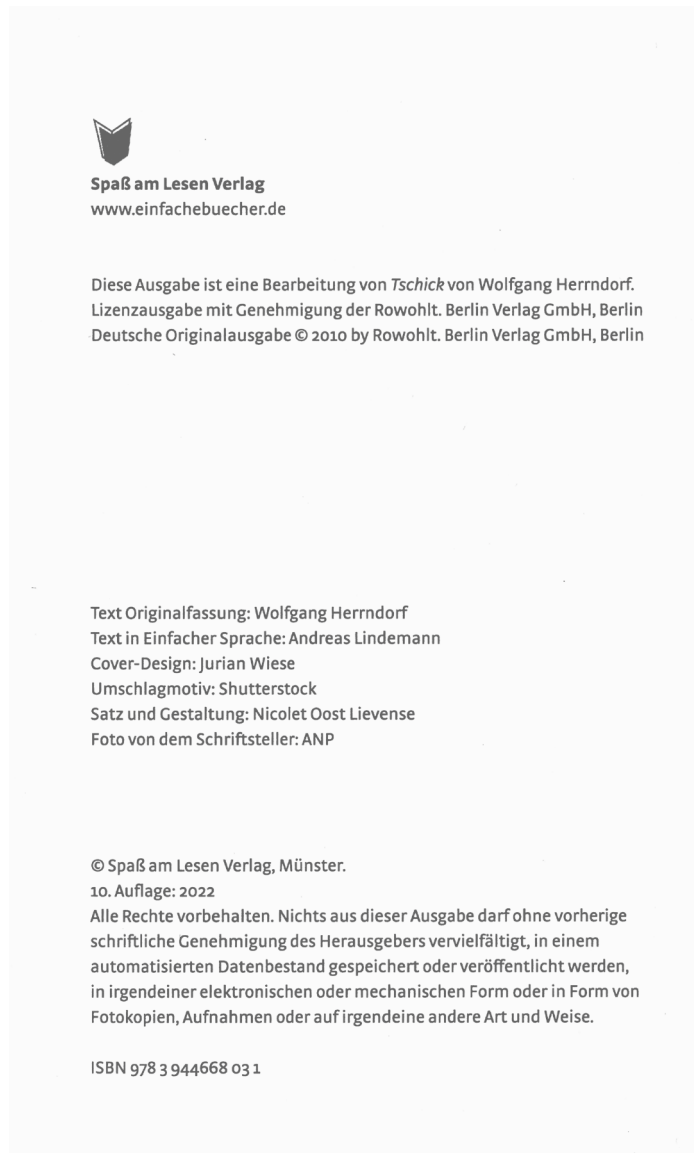 Spaß am Lesen Verlag
www.einfachebuecher.de
Diese Ausgabe ist eine Bearbeitung von Tschick von Wolfgang Herrndorf.
Lizenzausgabe mit Genehmigung der Rowohlt. Berlin Verlag GmbH, Berlin
Deutsche Originalausgabe © 2010 by Rowohlt. Berlin Verlag GmbH, Berlin
Text Originalfassung: Wolfgang Herrndorf
Text in Einfacher Sprache: Andreas Lindemann
Cover-Design: Jurian Wiese
Umschlagmotiv: Shutterstock
Satz und Gestaltung: Nicolet Oost Lievense
Foto von dem Schriftsteller: ANP
© Spaß am Lesen Verlag, Münster.
10. Auflage: 2022
Alle Rechte vorbehalten. Nichts aus dieser Ausgabe darf ohne vorherige
schriftliche Genehmigung des Herausgebers vervielfältigt, in einem
automatisierten Datenbestand gespeichert oder veröffentlicht werden,
in irgendeiner elektronischen oder mechanischen Form oder in Form von
Fotokopien, Aufnahmen oder auf irgendeine andere Art und Weise.
ISBN 978 3 944668 03 1